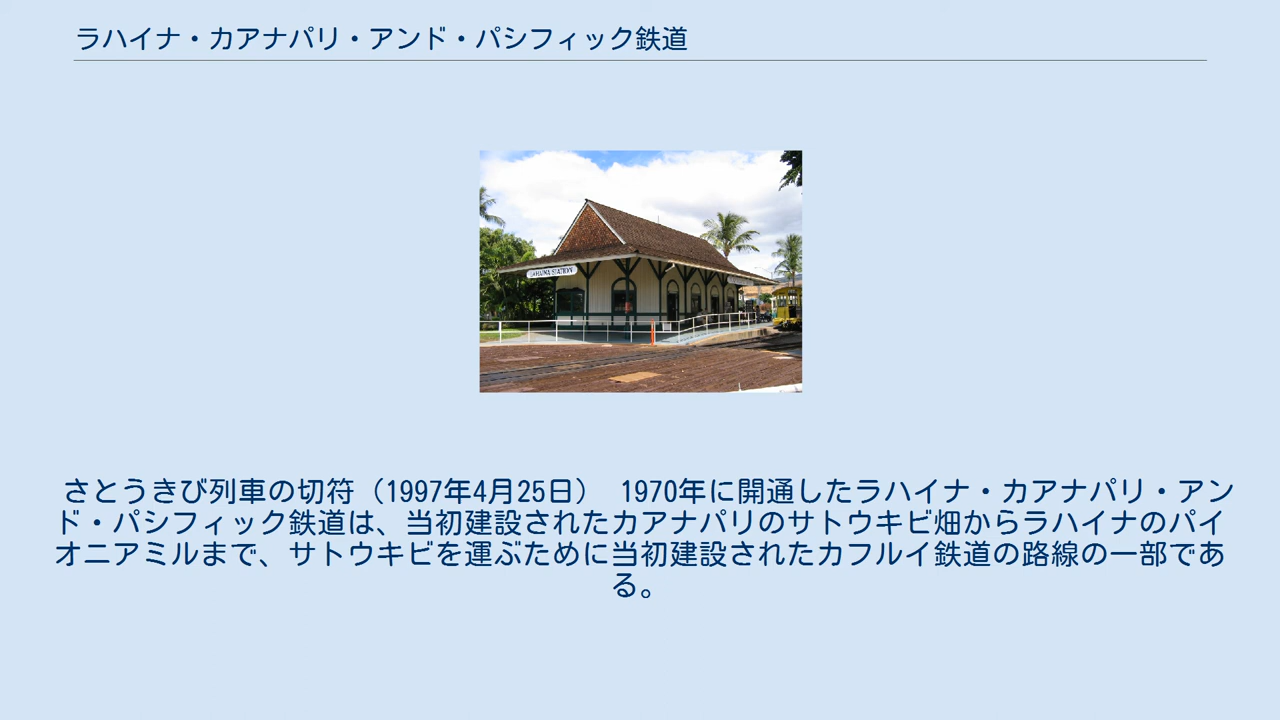 ラハイナ・カアナパリ・アンド・パシフィック鉄道
LAHAINA STATION
さとうきび列車の切符（1997年4月25日） 1970年に開通したラハイナ・カアナパリ・アン
ド・パシフィック鉄道は、当初建設されたカアナパリのサトウキビ畑からラハイナのパイ
オニアミルまで、サトウキビを運ぶために当初建設されたカフルイ鉄道の路線の一部であ
る。